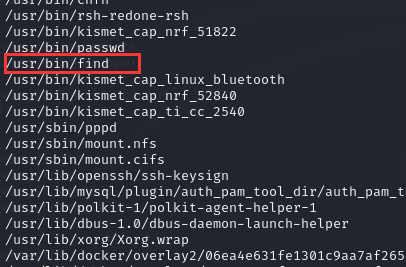 /usr/bin/chfn
/usr/bin/rsh-redone-rsh
/usr/bin/kismet_cap_nrf_51822
/usr/bin/passwd
/usr/bin/find
/usr/bin/kismet_cap_linux_bluetooth
/usr/bin/kismet_cap_nrf_52840
/usr/bin/kismet_cap_ti_cc_2540
/usr/sbin/pppd
/usr/sbin/mount.nfs
/usr/sbin/mount.cifs
/usr/lib/openssh/ssh-keysign
/usr/lib/mysql/plugin/auth_pam_tool_dir/auth_pam_t
/usr/lib/polkit-1/polkit-agent-helper-1
/usr/lib/dbus-1.0/dbus-daemon-launch-helper
/usr/lib/xorg/Xorg.wrap
/var/lib/docker/overlay2/06ea4e631fe1301c9aa7af265